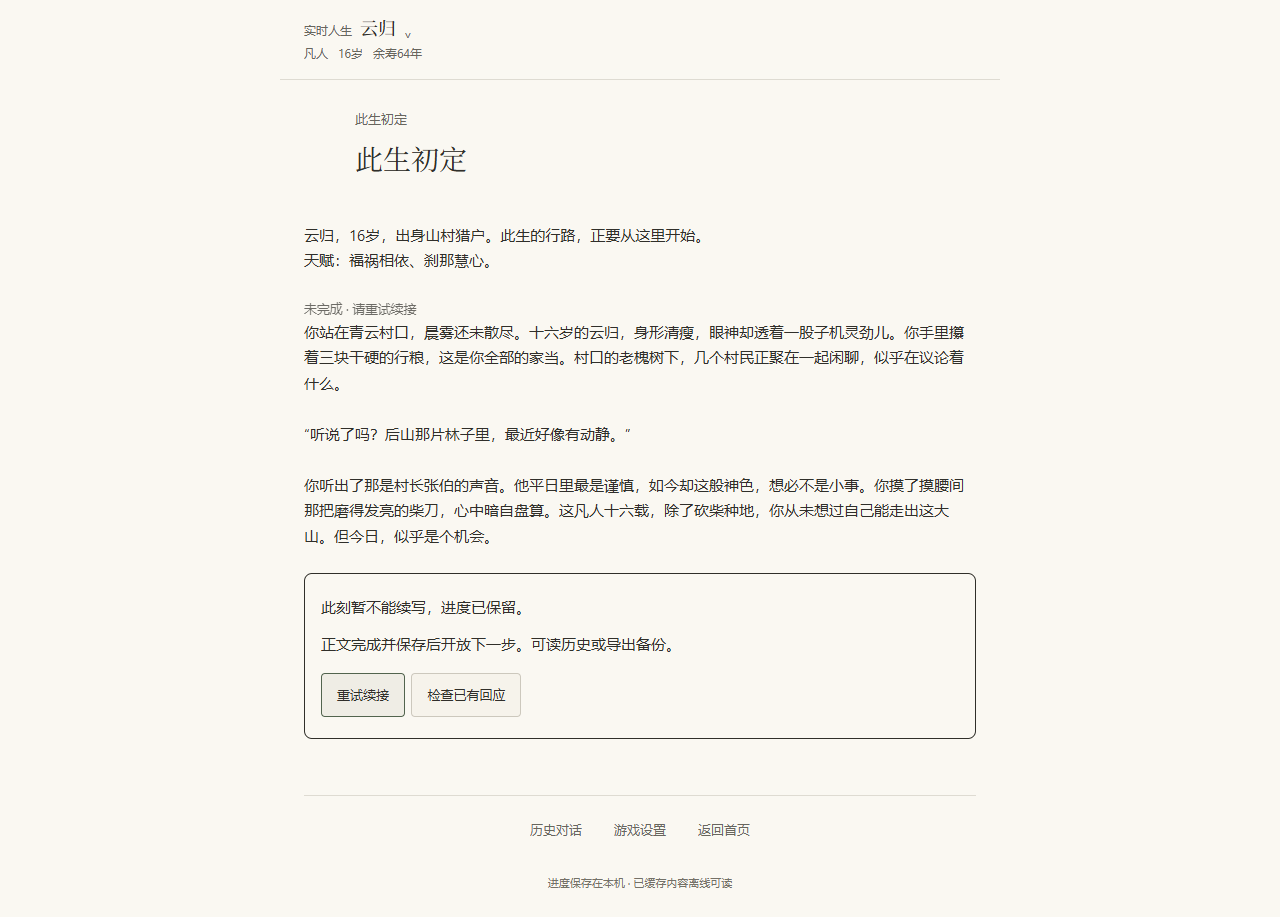 实时人生 云归 ˅
凡人 16岁 余寿64年
此生初定
此生初定
云归，16岁，出身山村猎户。此生的行路，正要从这里开始。
天赋：福祸相依、刹那慧心。
未完成 · 请重试续接
你站在青云村口，晨雾还未散尽。十六岁的云归，身形清瘦，眼神却透着一股子机灵劲儿。你手里攥
着三块干硬的行粮，这是你全部的家当。村口的老槐树下，几个村民正聚在一起闲聊，似乎在议论着
什么。
“听说了吗？后山那片林子里，最近好像有动静。”
你听出了那是村长张伯的声音。他平日里最是谨慎，如今却这般神色，想必不是小事。你摸了摸腰间
那把磨得发亮的柴刀，心中暗自盘算。这凡人十六载，除了砍柴种地，你从未想过自己能走出这大
山。但今日，似乎是个机会。
此刻暂不能续写，进度已保留。
正文完成并保存后开放下一步。可读历史或导出备份。
重试续接 检查已有回应
历史对话 游戏设置 返回首页
进度保存在本机 · 已缓存内容离线可读